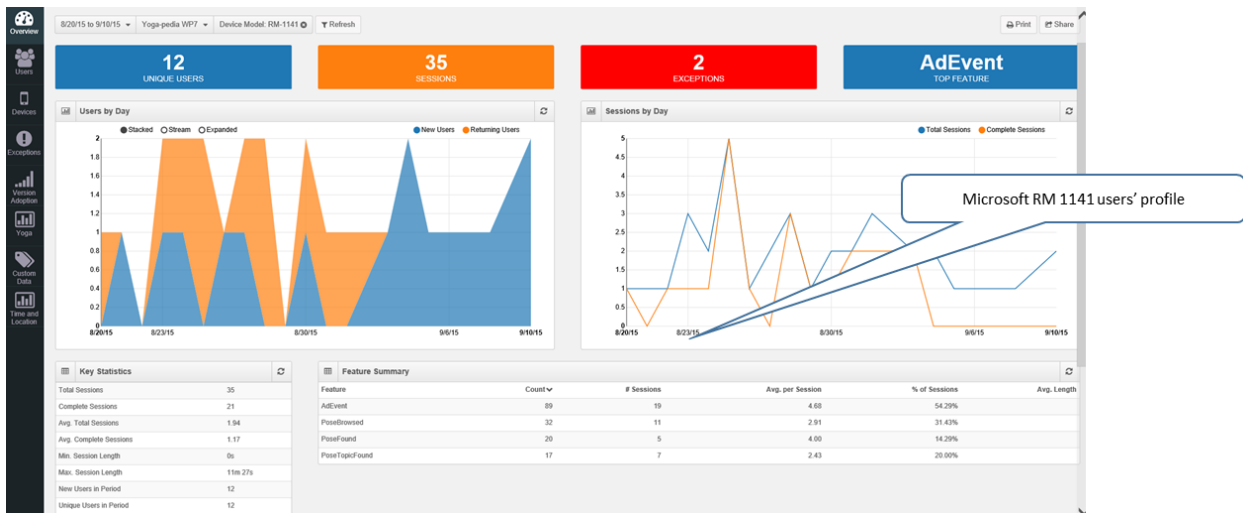 Overview
Users
Devices
Exceptions
Version
Adoption
Yoga
Custom
Data
Time and
Location
8/20/15 to 9/10/15 Yoga-pedia WP7 Device Model: RM-1141 Refresh Print Share
12
UNIQUE USERS
35
SESSIONS
2
EXCEPTIONS
AdEvent
TOP FEATURE
Users by Day
Stacked Stream Expanded New Users Returning Users
2
1.8
1.6
1.4
1.2
1
0.8
0.6
0.4
0.2
0
8/20/15 8/23/15 8/30/15 9/6/15 9/10/15
Sessions by Day
Total Sessions Complete Sessions
5
4.5
4
3.5
3
2.5
2
1.5
1
0.5
0
8/20/15 8/23/15 8/30/15 9/6/15 9/10/15
Microsoft RM 1141 users’ profile
Key Statistics
Total Sessions 35
Complete Sessions 21
Avg. Total Sessions 1.94
Avg. Complete Sessions 1.17
Min. Session Length 0s
Max. Session Length 11m 27s
New Users in Period 12
Unique Users in Period 12
Feature Summary
Feature Count # Sessions Avg. per Session % of Sessions Avg. Length
AdEvent 89 19 4.68 54.29%
PoseBrowsed 32 11 2.91 31.43%
PoseFound 20 5 4.00 14.29%
PoseTopicFound 17 7 2.43 20.00%